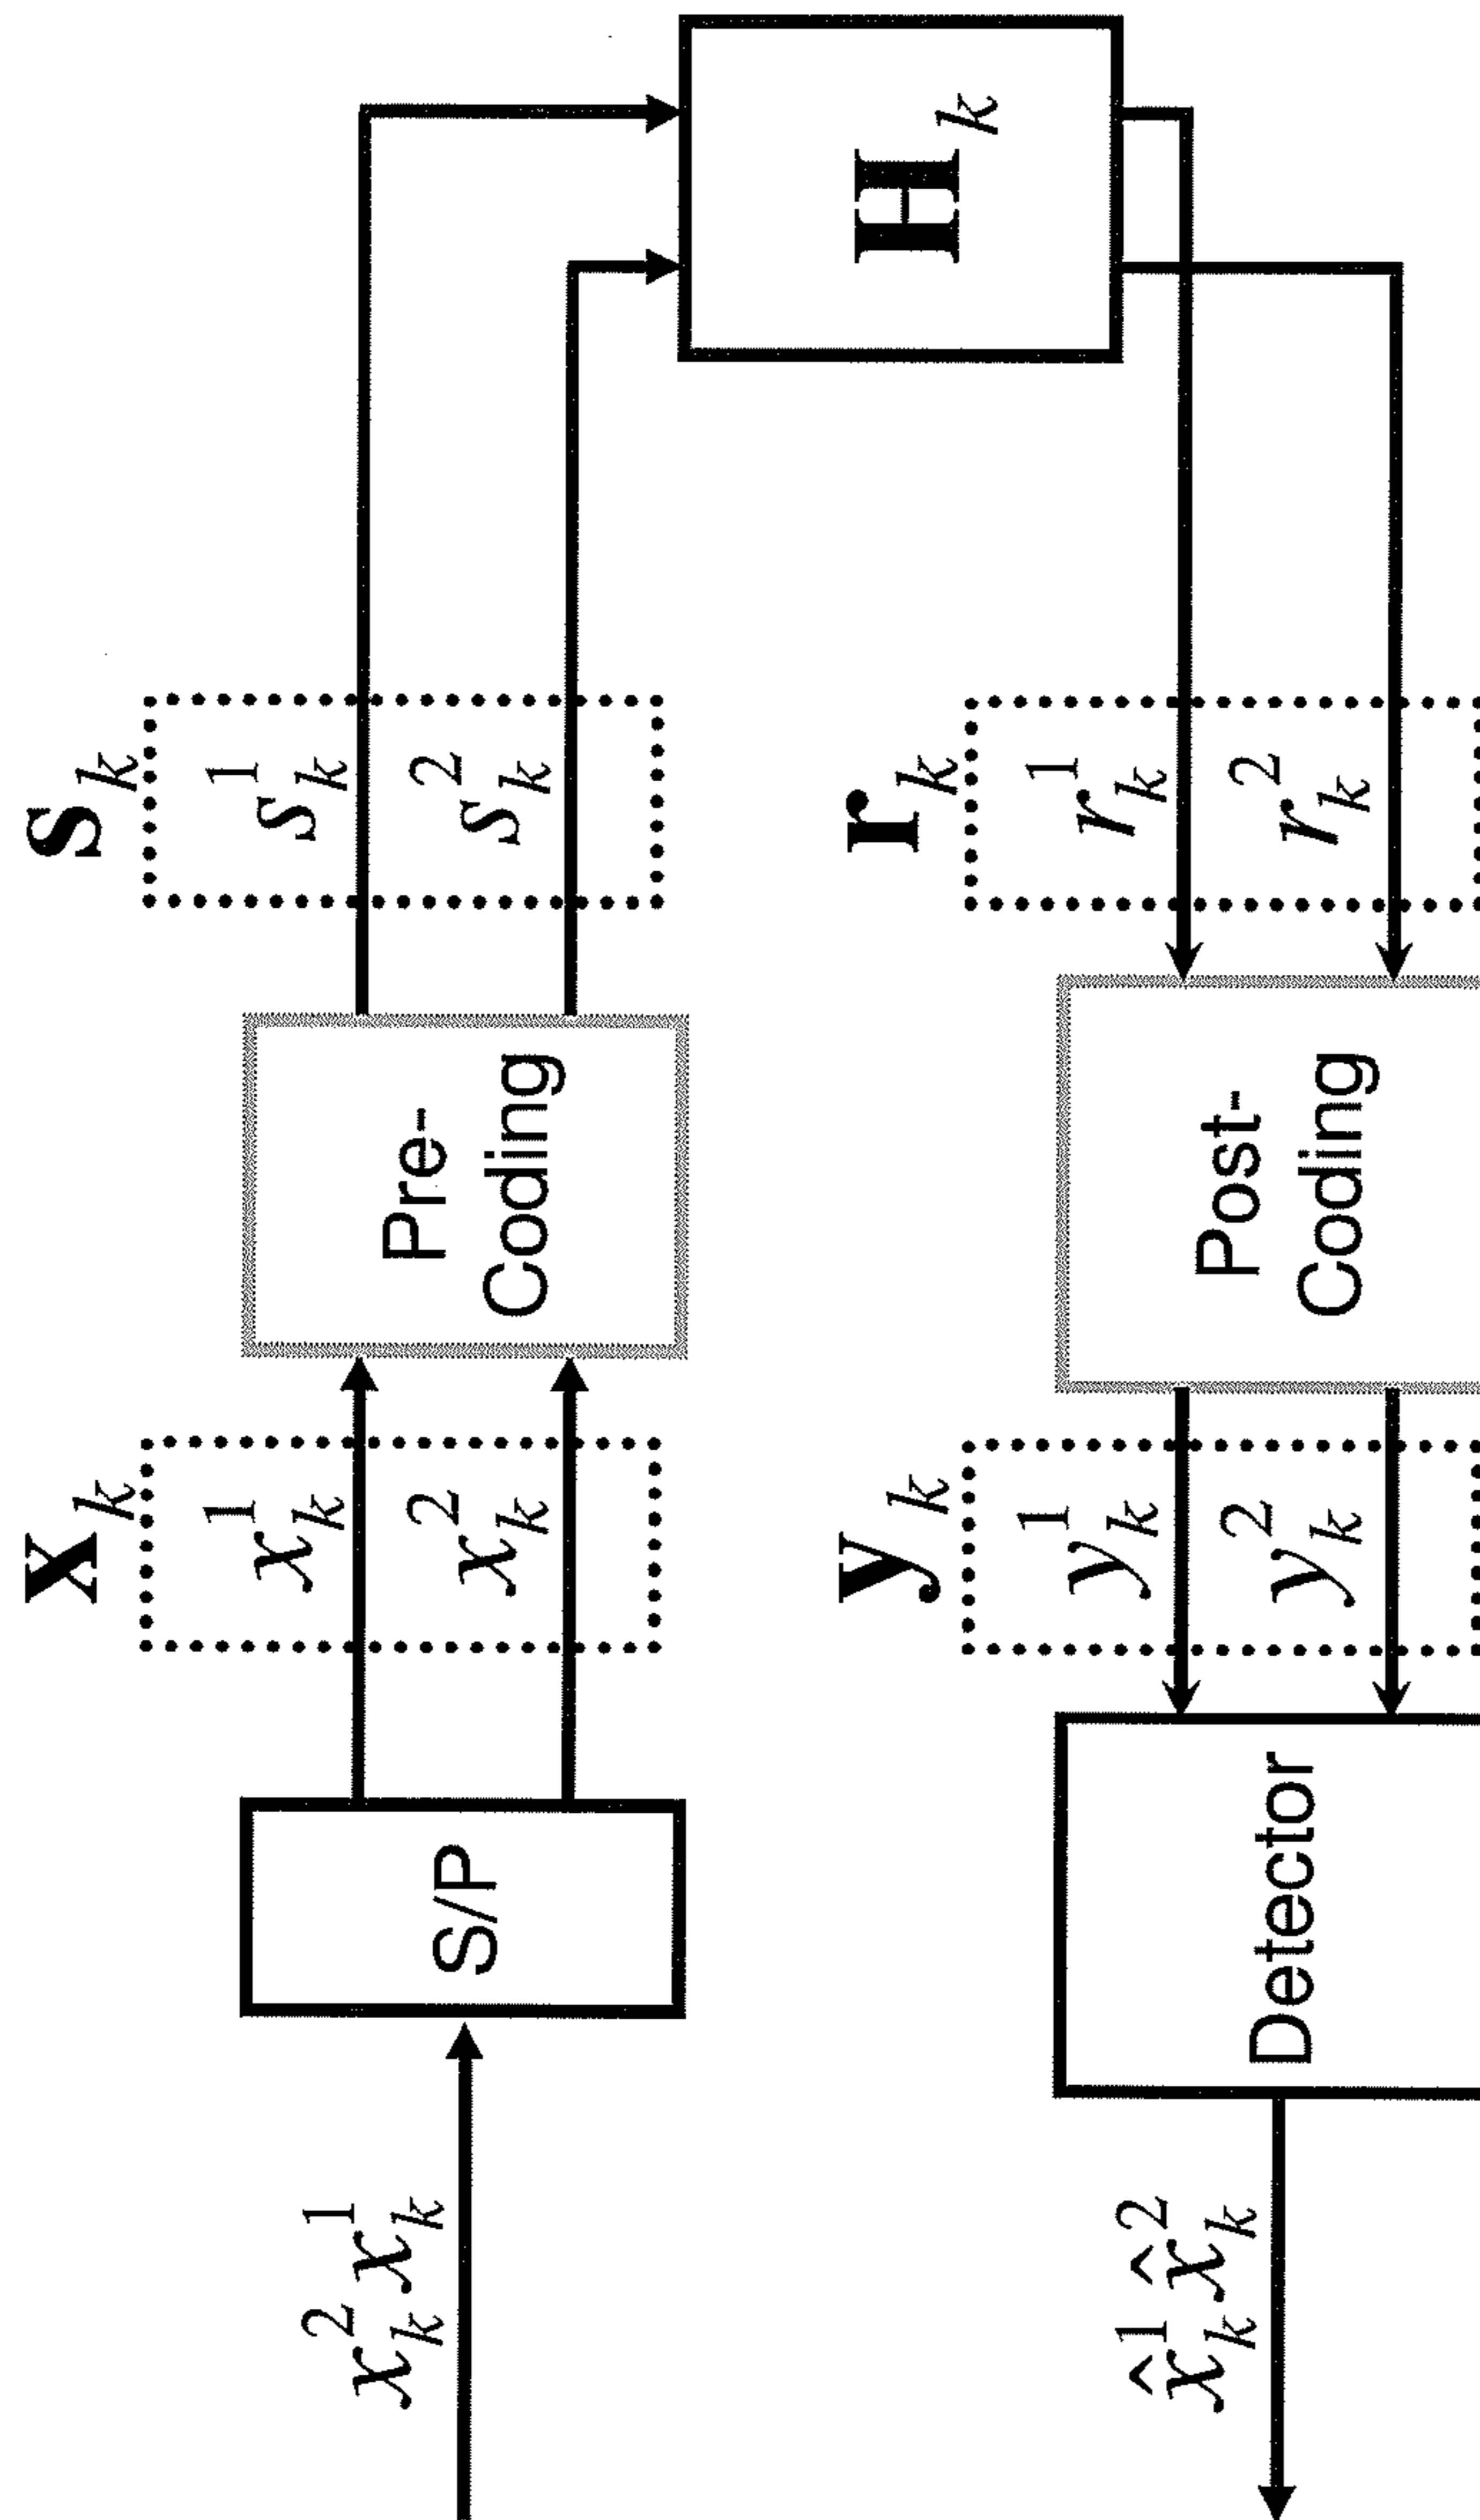 x_k^2 x_k^1
S/P
x_k
x_k^1
x_k^2
Pre-
Coding
s_k
s_k^1
s_k^2
H_k
r_k
r_k^1
r_k^2
Post-
Coding
y_k
y_k^1
y_k^2
Detector
x̂_k^1 x̂_k^2